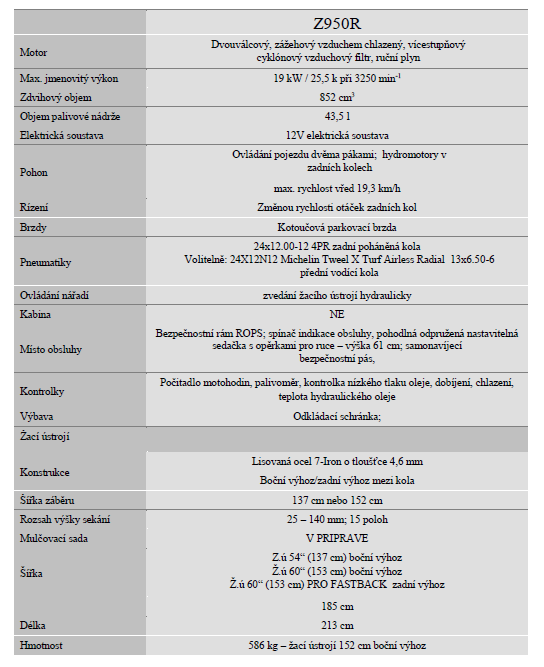 Z950R
Motor
Dvouválcový, zážehový vzduchem chlazený, vícestupňový
cyklónový vzduchový filtr, ruční plyn
Max. jmenovitý výkon
19 kW / 25,5 k při 3250 min-1
Zdvihový objem
852 cm3
Objem palivové nádrže
43,5 l
Elektrická soustava
12V elektrická soustava
Pohon
Ovládání pojezdu dvěma pákami; hydromotory v
zadních kolech
max. rychlost vřed 19,3 km/h
Řízení
Změnou rychlosti otáček zadních kol
Brzdy
Kotoučová parkovací brzda
Pneumatiky
24x12.00-12 4PR zadní poháněná kola
Volitelně: 24X12N12 Michelin Tweel X Turf Airless Radial 13x6.50-6
přední vodící kola
Ovládání nářadí
zvedání žacího ústrojí hydraulicky
Kabina
NE
Místo obsluhy
Bezpečnostní rám ROPS; spínač indikace obsluhy, pohodlná odpružená nastavitelná
sedačka s opěrkami pro ruce – výška 61 cm; samonavíjecí
bezpečnostní pás,
Kontrolky
Počitadlo motohodin, palivoměr, kontrolka nízkého tlaku oleje, dobíjení, chlazení,
teplota hydraulického oleje
Výbava
Odkládací schránka;
Žací ústrojí
Konstrukce
Lisovaná ocel 7-Iron o tloušťce 4,6 mm
Boční výhoz/zadní výhoz mezi kola
Šířka záběru
137 cm nebo 152 cm
Rozsah výšky sekání
25 – 140 mm; 15 poloh
Mulčovací sada
V PRIPRAVE
Šířka
Z.ú 54“ (137 cm) boční výhoz
Ž.ú 60“ (153 cm) boční výhoz
Ž.ú 60“ (153 cm) PRO FASTBACK zadní výhoz
185 cm
Délka
213 cm
Hmotnost
586 kg – žací ústrojí 152 cm boční výhoz